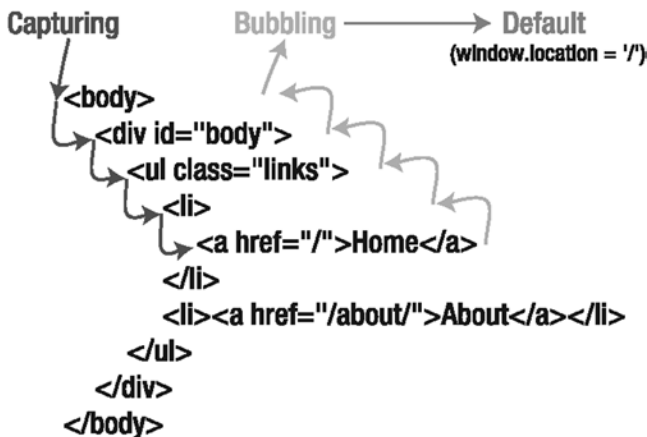 Capturing Bubbling Default
(window.location = '/')
<body>
<div id="body">
<ul class="links">
<li>
<a href="/">Home</a>
</li>
<li><a href="/about/">About</a></li>
</ul>
</div>
</body>